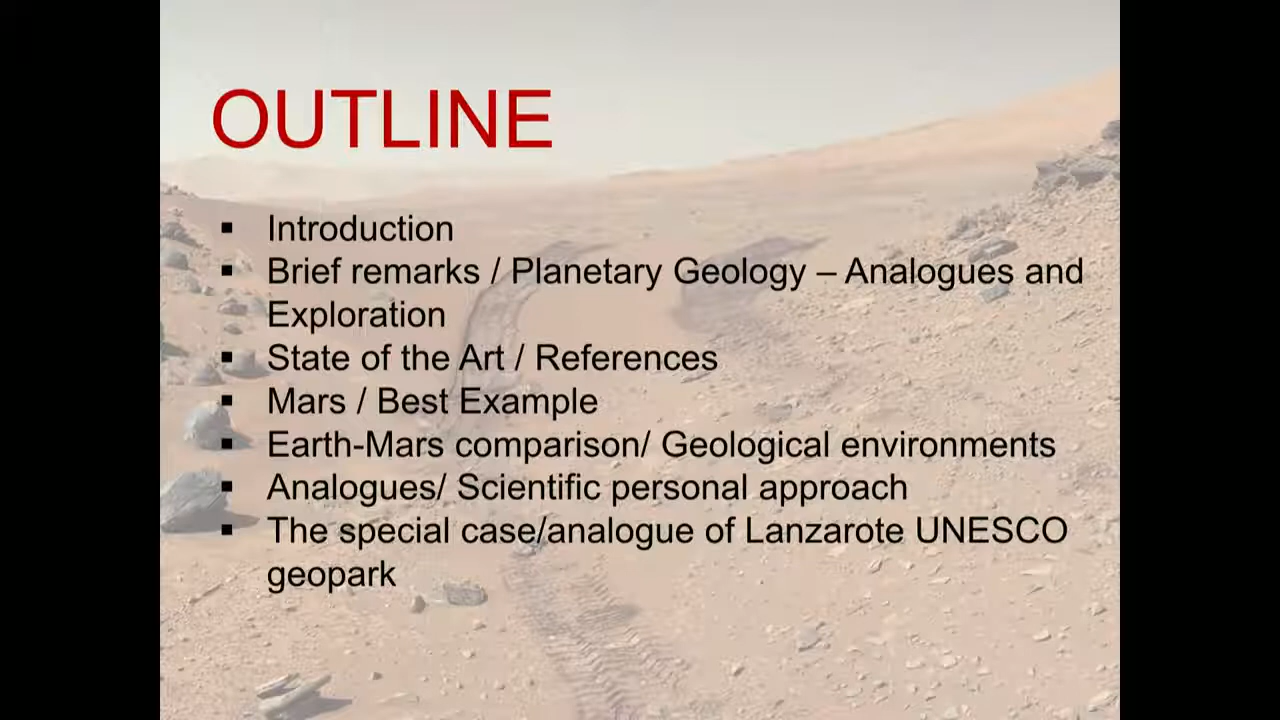 OUTLINE
▪ Introduction
▪ Brief remarks / Planetary Geology – Analogues and
Exploration
▪ State of the Art / References
▪ Mars / Best Example
▪ Earth-Mars comparison/ Geological environments
▪ Analogues/ Scientific personal approach
▪ The special case/analogue of Lanzarote UNESCO
geopark